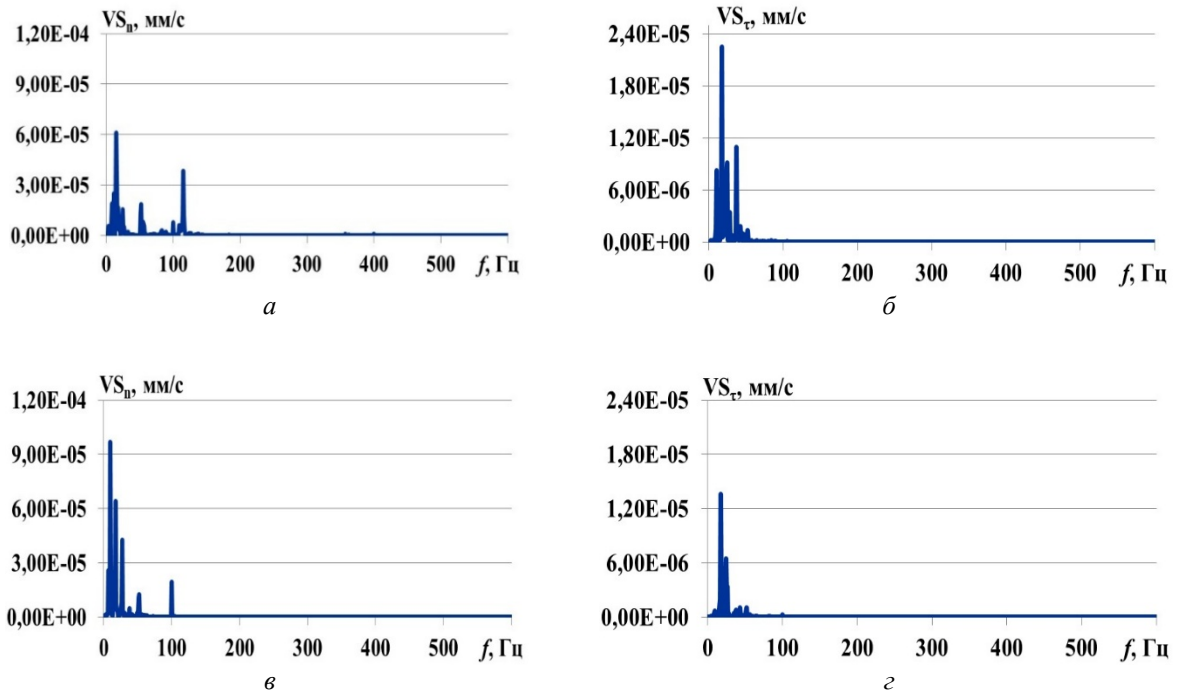 VSₙ, мм/с
1,20E-04
9,00E-05
6,00E-05
3,00E-05
0,00E+00
0 100 200 300 400 500 f, Гц
а
VSτ, мм/с
2,40E-05
1,80E-05
1,20E-05
6,00E-06
0,00E+00
0 100 200 300 400 500 f, Гц
б
VSₙ, мм/с
1,20E-04
9,00E-05
6,00E-05
3,00E-05
0,00E+00
0 100 200 300 400 500 f, Гц
в
VSτ, мм/с
2,40E-05
1,80E-05
1,20E-05
6,00E-06
0,00E+00
0 100 200 300 400 500 f, Гц
г